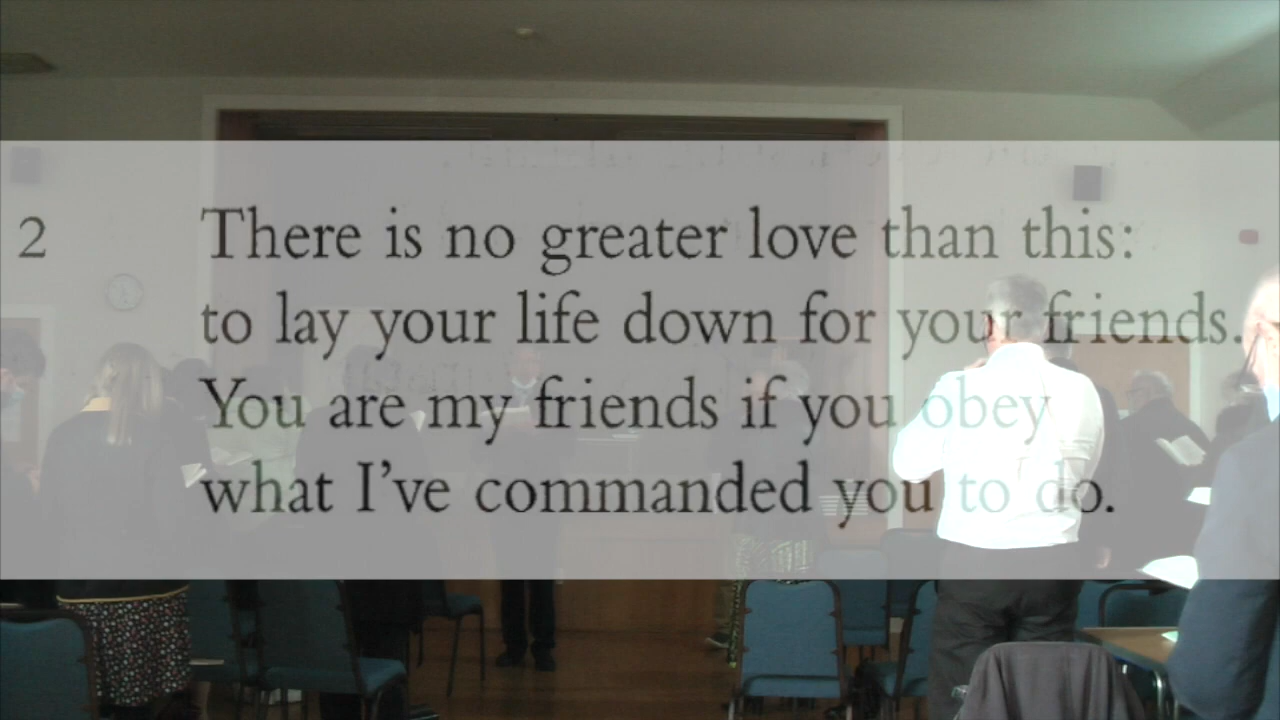 2 There is no greater love than this:
to lay your life down for your friends.
You are my friends if you obey
what I've commanded you to do.